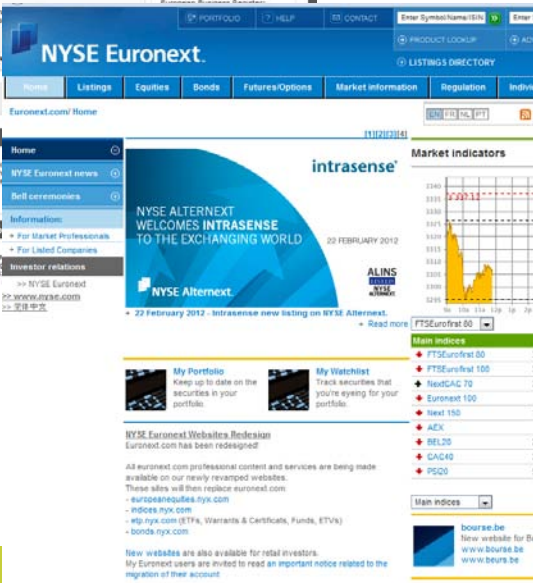 PORTFOLIO
HELP
CONTACT
Enter Symbol/Name/ISIN
Enter
PRODUCT LOOKUP
LISTINGS DIRECTORY
NYSE Euronext.
Home
Listings
Equities
Bonds
Futures/Options
Market information
Regulation
Euronext.com/ Home
EN FR NL PT
[1][2][3][4]
Home
NYSE Euronext news
Bell ceremonies
Information:
+ For Market Professionals
+ For Listed Companies
Investor relations
>> NYSE Euronext
>> www.nyse.com
>> 简体中文
intrasense
NYSE ALTERNEXT
WELCOMES INTRASENSE
TO THE EXCHANGING WORLD
22 FEBRUARY 2012
ALINS
NYSE
ALTERNEXT
NYSE Alternext.
+ 22 February 2012 - Intrasense new listing on NYSE Alternext.
+ Read more
My Portfolio
Keep up to date on the
securities in your
portfolio.
My Watchlist
Track securities that
you're eyeing for your
portfolio.
NYSE Euronext Websites Redesign
Euronext.com has been redesigned!
All euronext.com professional content and services are being made
available on our newly revamped websites.
These sites will then replace euronext.com:
- europeanequities.nyx.com
- indices.nyx.com
- etp.nyx.com (ETFs, Warrants & Certificats, Funds, ETVs)
- bonds.nyx.com
New websites are also available for retail investors.
My Euronext users are invited to read an important notice related to the
migration of their account
Market indicators
FTSEurofirst 80
Main indices
FTSEurofirst 80
FTSEurofirst 100
NextCAC 70
Euronext 100
Next 150
AEX
BEL20
CAC40
PSI20
Main indices
bourse.be
New website for
www.bourse.be
www.beurs.be